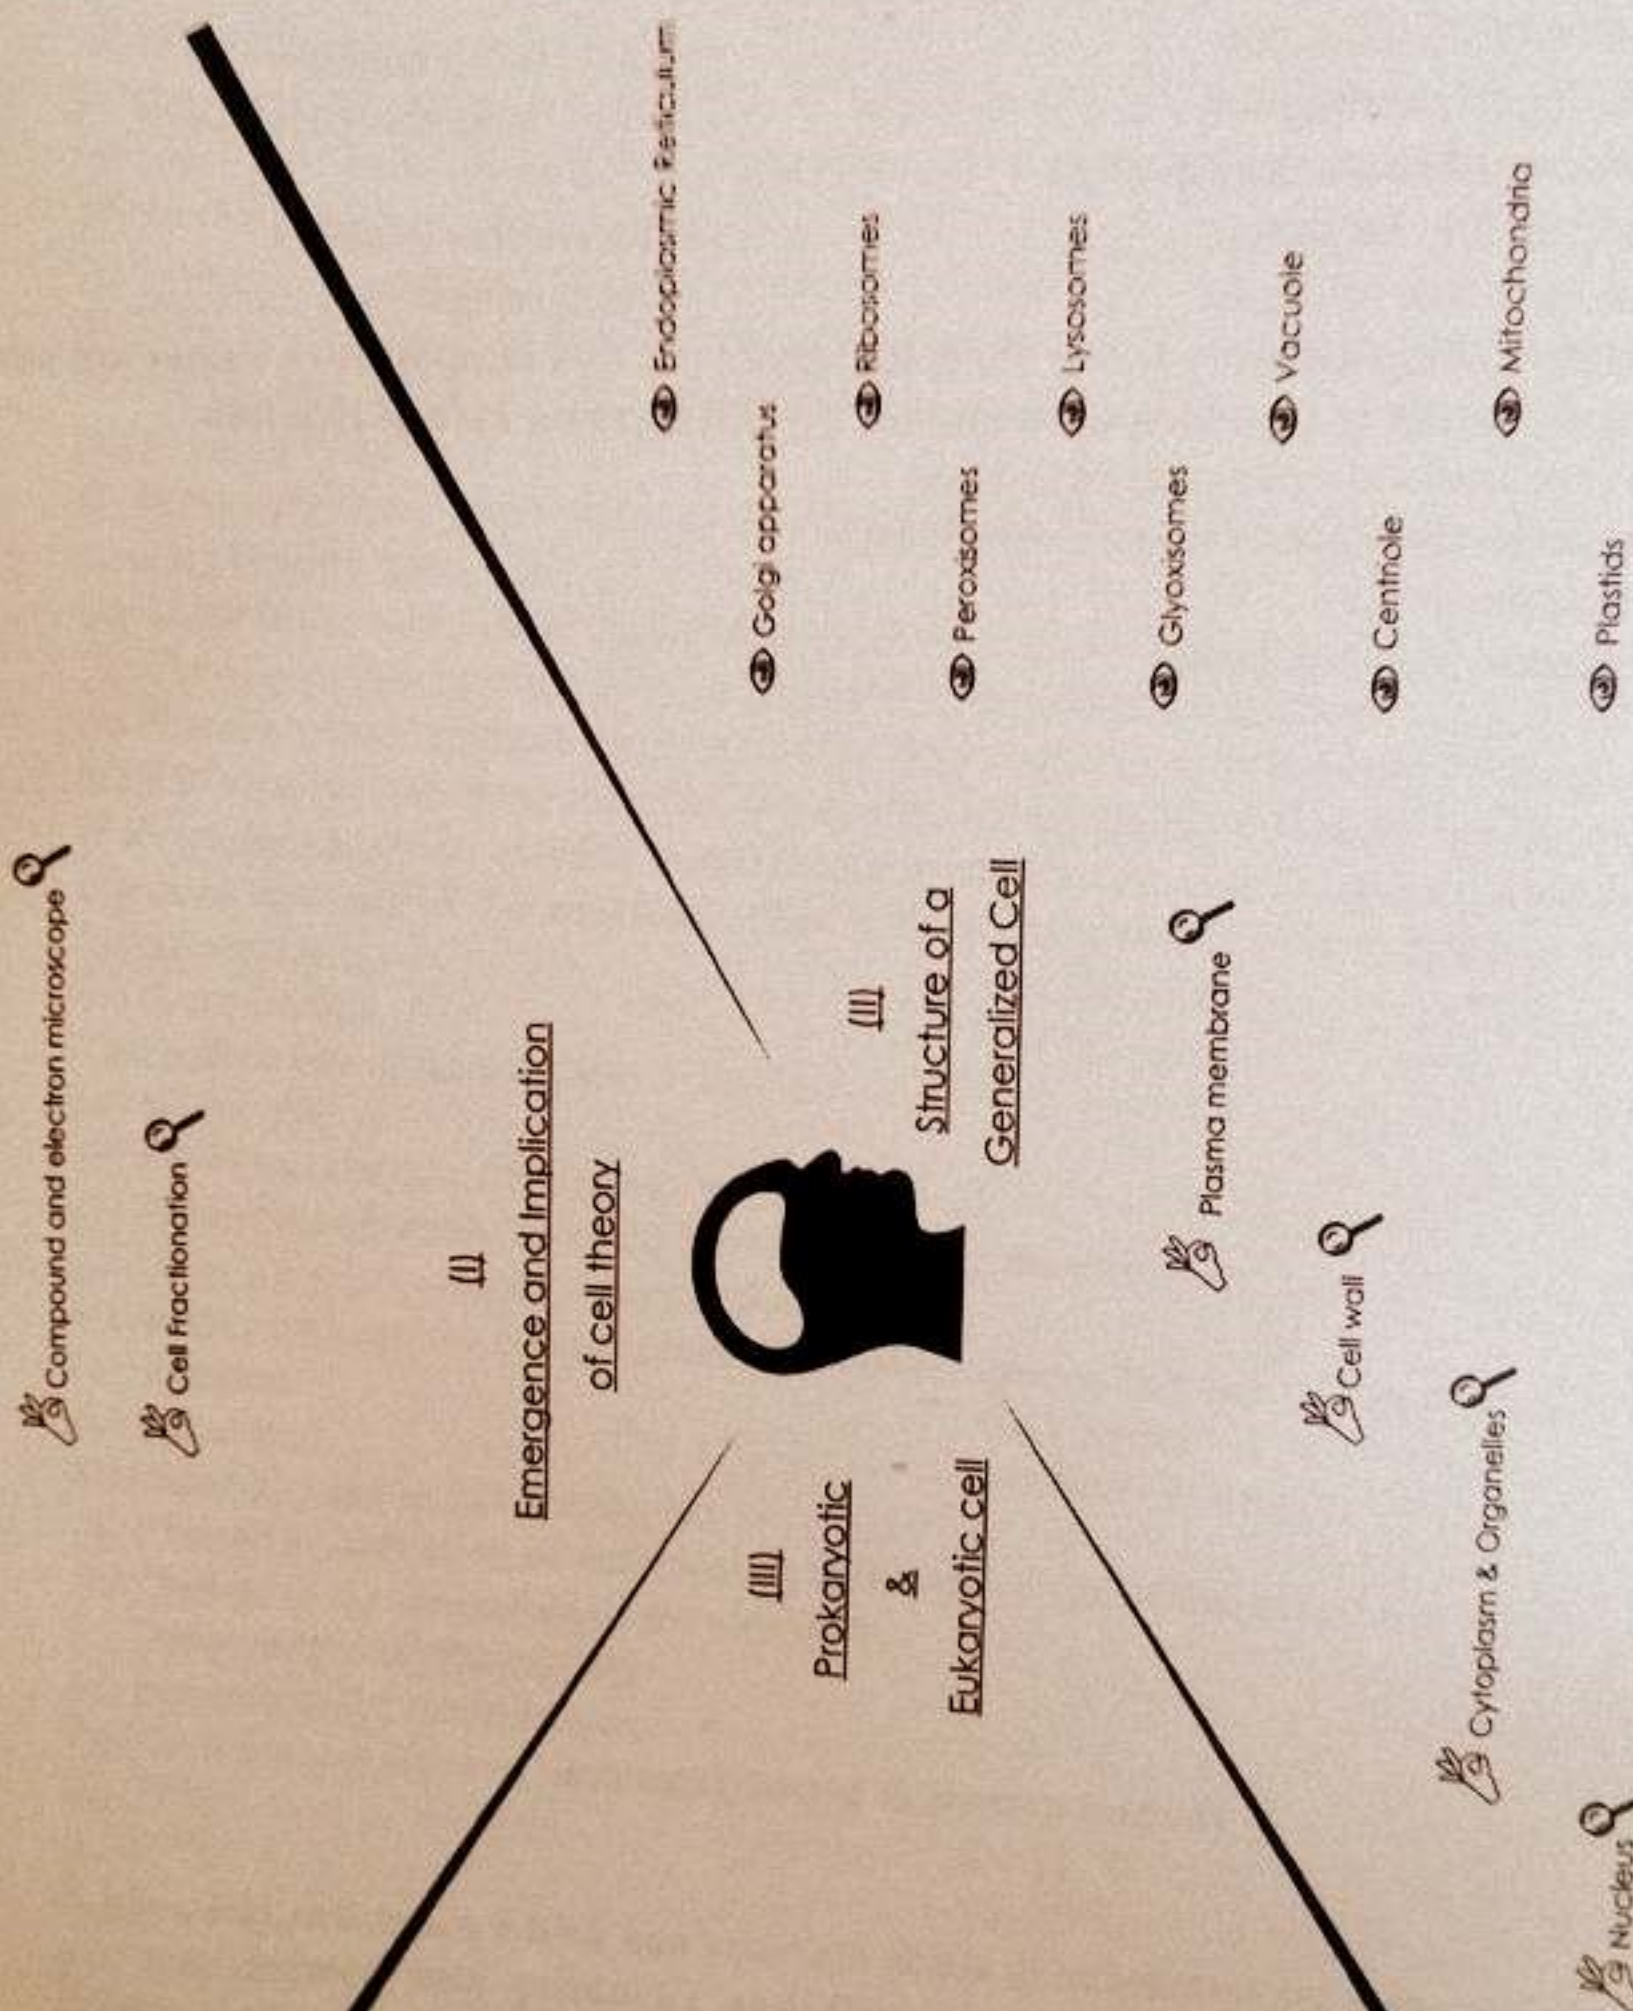 Compound and electron microscope
Cell Fractionation
(I)
Emergence and Implication
of cell theory
(III)
Prokaryotic
&
Eukaryotic cell
(II)
Structure of a
Generalized Cell
Plasma membrane
Cell wall
Cytoplasm & Organelles
Nucleus
Endoplasmic Reticulum
Golgi apparatus
Ribosomes
Peroxisomes
Lysosomes
Glyoxisomes
Vacuole
Centriole
Mitochondria
Plastids